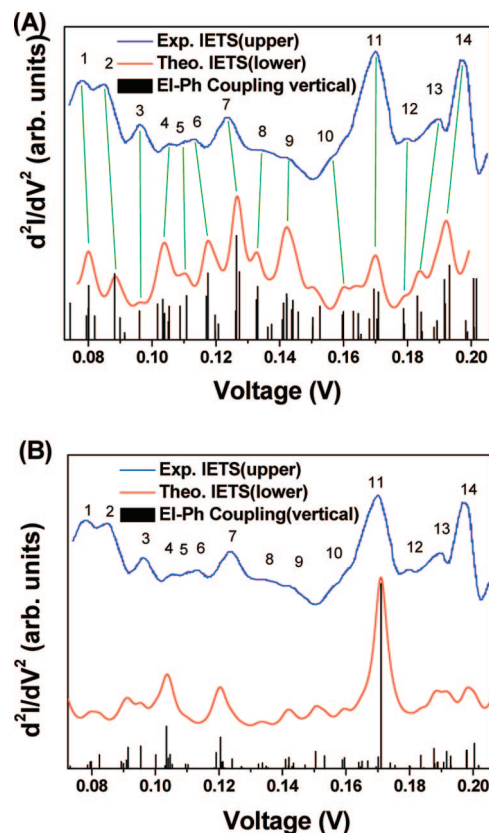 (A)
Exp. IETS(upper)
Theo. IETS(lower)
El-Ph Coupling vertical)
1 2 3 4 5 6 7 8 9 10 11 12 13 14
d²I/dV² (arb. units)
0.08 0.10 0.12 0.14 0.16 0.18 0.20
Voltage (V)
(B)
Exp. IETS(upper)
Theo. IETS(lower)
El-Ph Coupling(vertical)
1 2 3 4 5 6 7 8 9 10 11 12 13 14
d²I/dV² (arb. units)
0.08 0.10 0.12 0.14 0.16 0.18 0.20
Voltage (V)